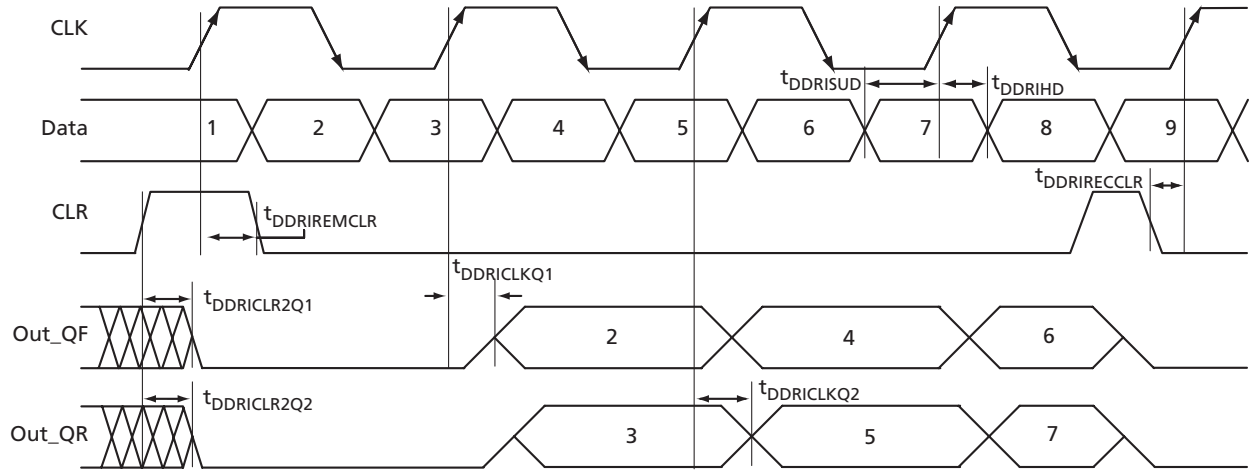 CLK
tDDRISUD
tDDRIHD
Data
1 2 3 4 5 6 7 8 9
tDDRIRECCLR
CLR
tDDRIREMCLR
tDDRICLKQ1
tDDRICLR2Q1
Out_QF
2 4 6
tDDRICLR2Q2
tDDRICLKQ2
Out_QR
3 5 7